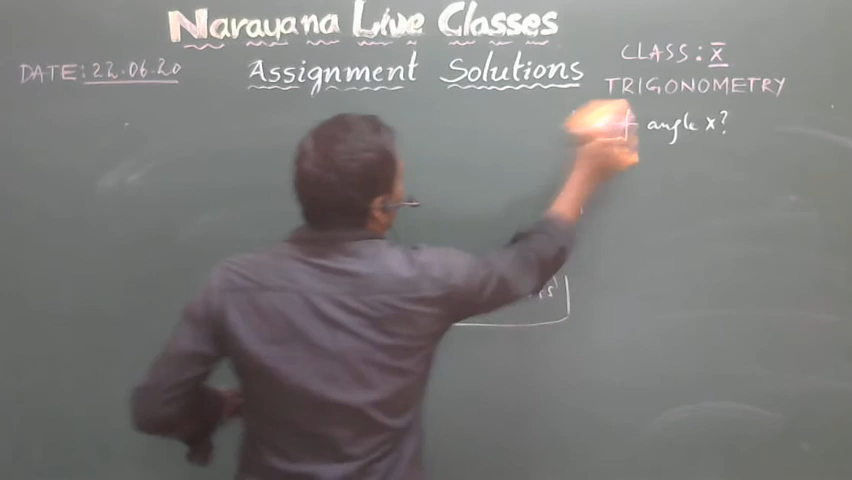 Narayana Live Classes
DATE: 22.06.20
Assignment Solutions
CLASS: X
TRIGONOMETRY
angle x?